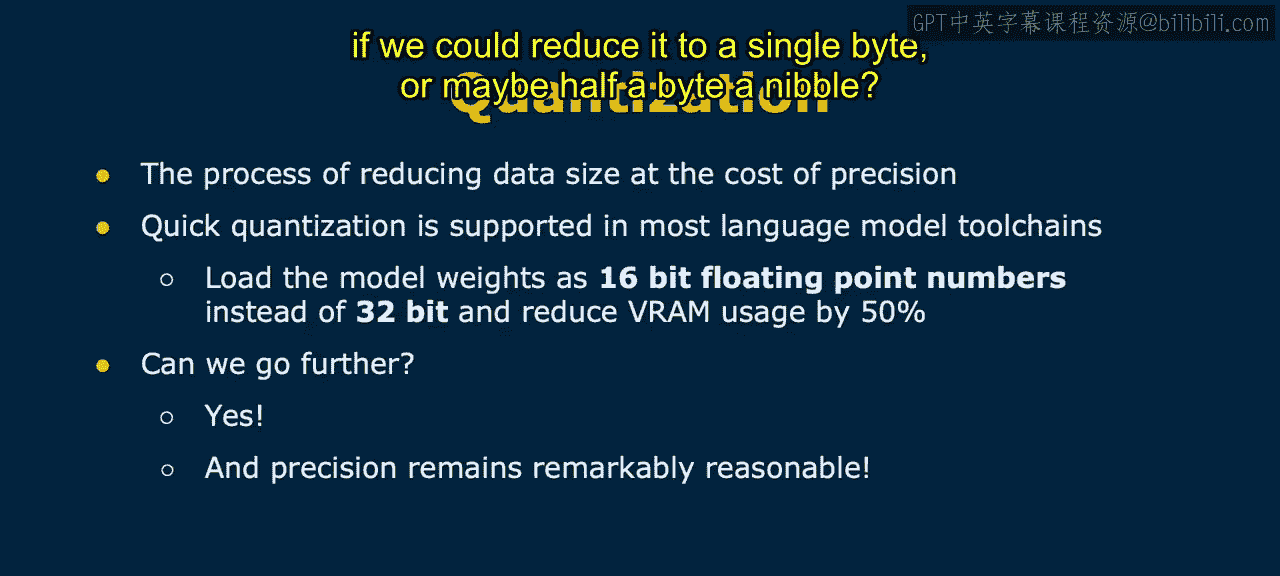 GPT中英字幕课程资源@bilibili.com
if we could reduce it to a single byte,
or maybe half a byte a nibble?
Quantization
● The process of reducing data size at the cost of precision
● Quick quantization is supported in most language model toolchains
○ Load the model weights as 16 bit floating point numbers
instead of 32 bit and reduce VRAM usage by 50%
● Can we go further?
○ Yes!
○ And precision remains remarkably reasonable!